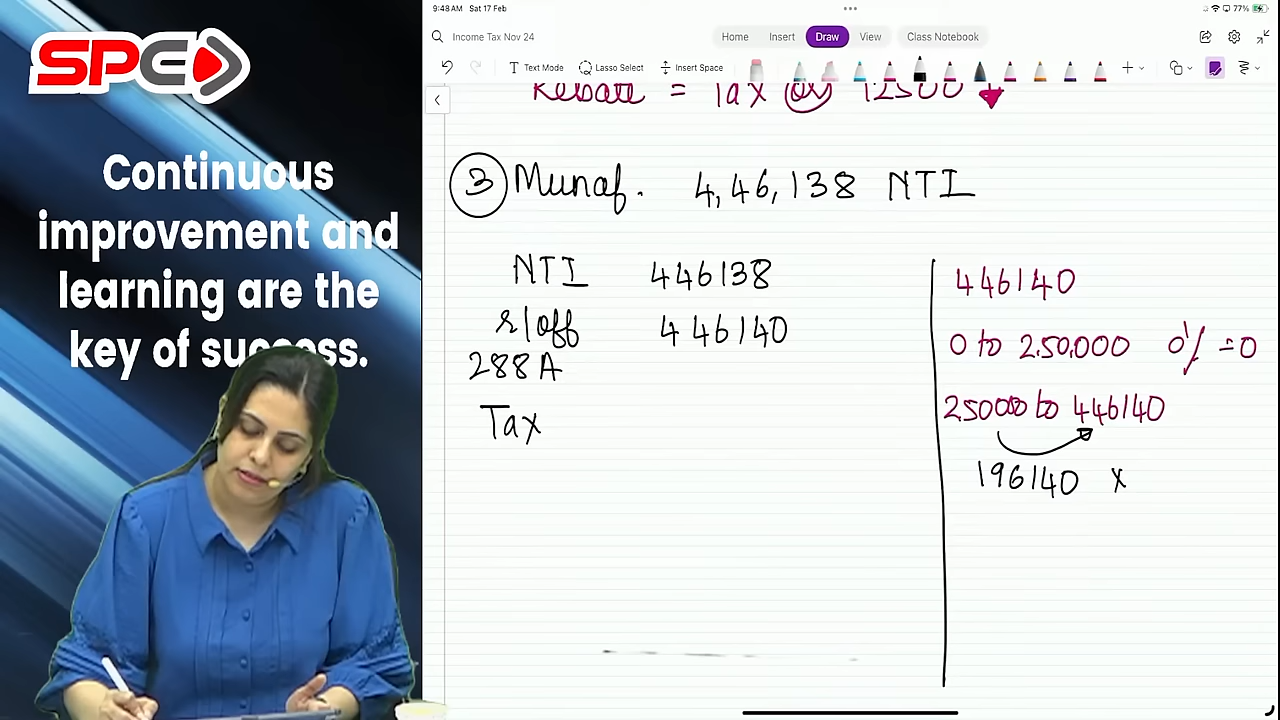 SPC
Continuous
improvement and
learning are the
key of success.
9:48 AM Sat 17 Feb
77%
Income Tax Nov 24
Home Insert Draw View Class Notebook
Text Mode Lasso Select Insert Space
Rebate = Tax or 12500
3 Munaf. 4,46,138 NTI
NTI 446138
r/off 446140
288A
Tax
446140
0 to 2,50,000 0% = 0
250000 to 446140
196140 x